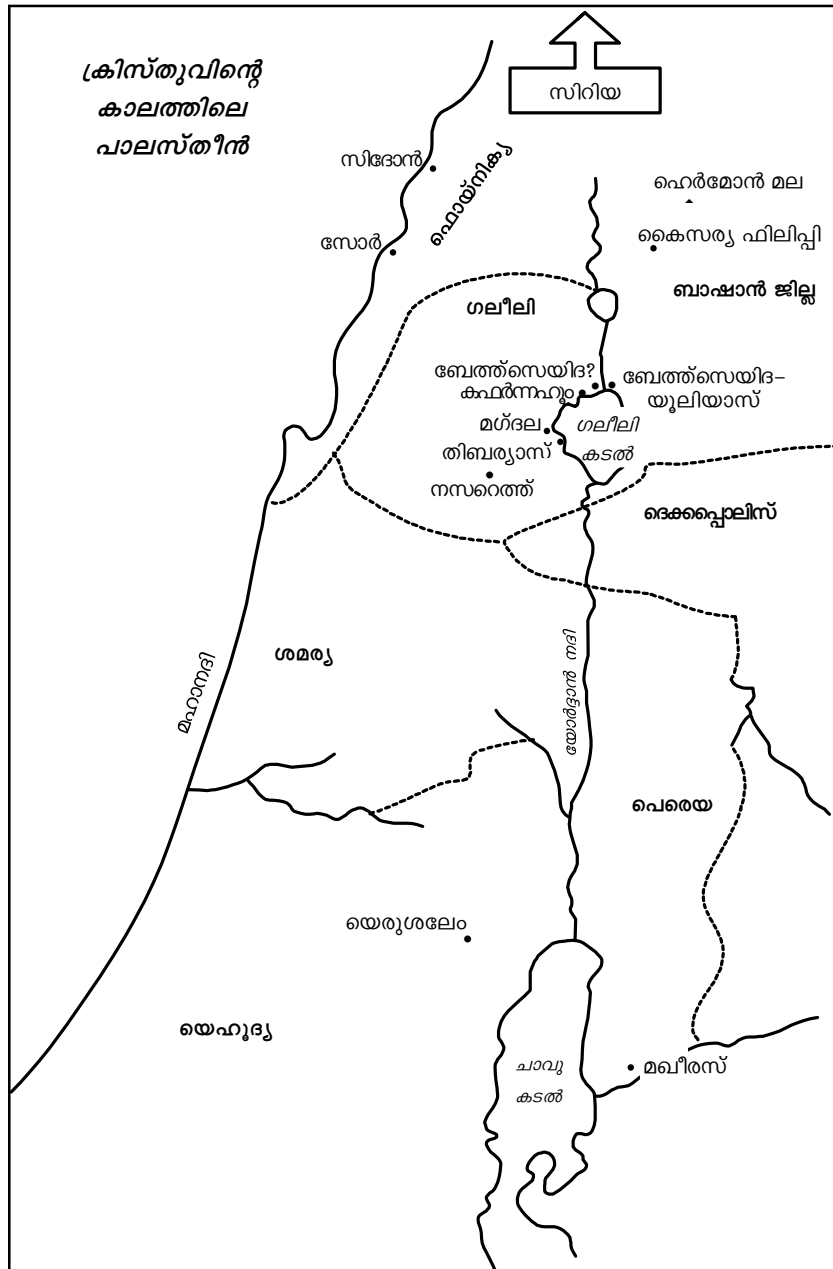 ക്രിസ്തുവിന്റെ
കാലത്തിലെ
പാലസ്തീൻ
സിറിയ
സിദോൻ
ഫൊയ്നിക്യ
ഹെർമോൻ മല
സോർ
കൈസര്യ ഫിലിപ്പി
ബാഷാൻ ജില്ല
ഗലീലി
ബേത്ത്സെയിദ?
കഫർന്നഹൂം
ബേത്ത്സെയിദ–
യൂലിയാസ്
മഗ്ദല
ഗലീലി
കടൽ
തിബര്യാസ്
നസറെത്ത്
ദെക്കപ്പൊലിസ്
ശമര്യ
മഹാനദി
യോർദ്ദാൻ നദി
പെരെയ
യെരുശലേം
യെഹൂദ്യ
ചാവു
കടൽ
മഖീരസ്